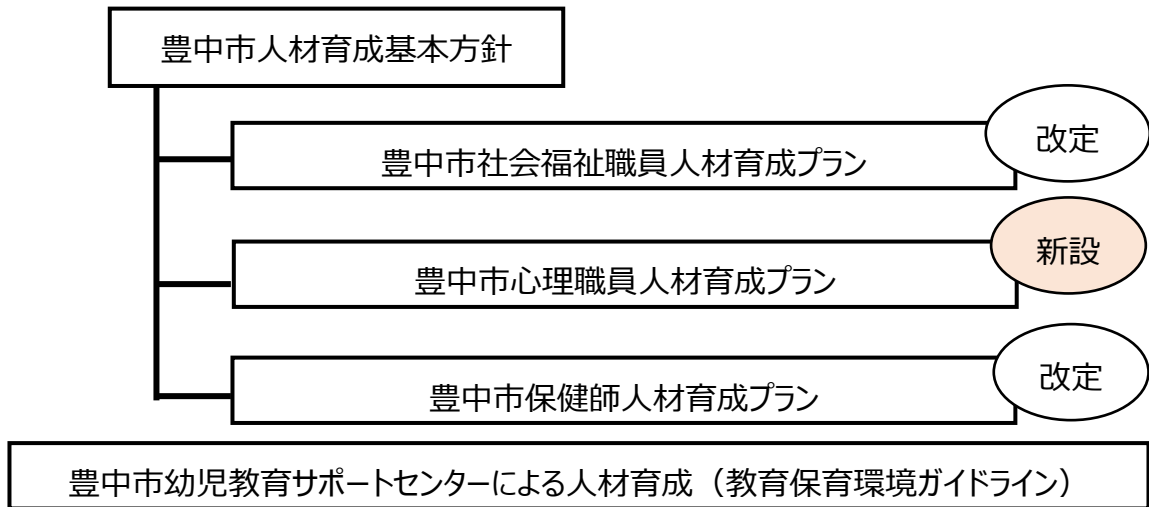 豊中市人材育成基本方針
改定
豊中市社会福祉職員人材育成プラン
新設
豊中市心理職員人材育成プラン
改定
豊中市保健師人材育成プラン
豊中市幼児教育サポートセンターによる人材育成（教育保育環境ガイドライン）